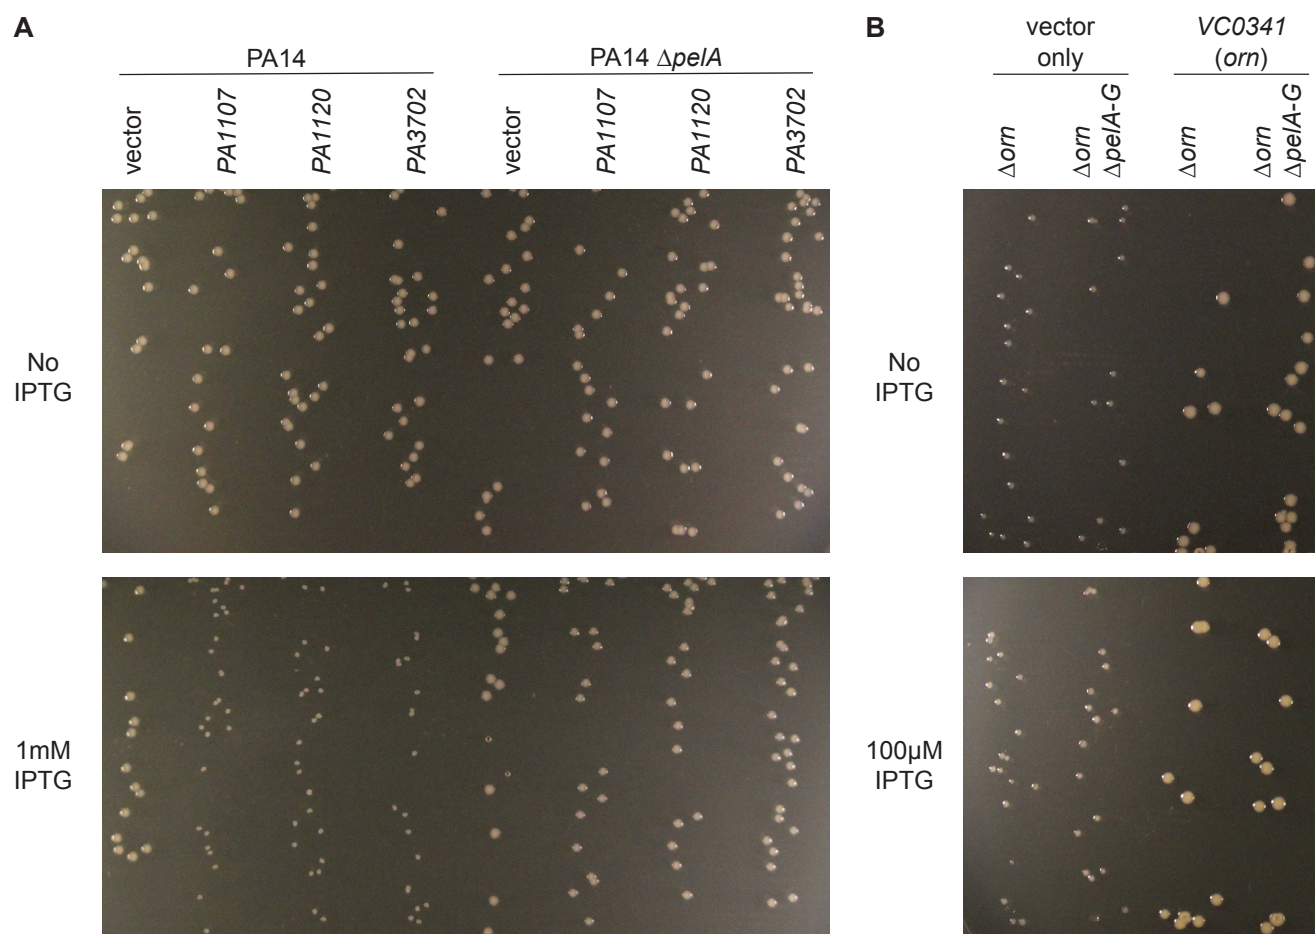 A
PA14
PA14 ΔpelA
vector
PA1107
PA1120
PA3702
vector
PA1107
PA1120
PA3702
No
IPTG
1mM
IPTG
B
vector
only
VC0341
(orn)
Δorn
Δorn
ΔpelA-G
Δorn
Δorn
ΔpelA-G
No
IPTG
100µM
IPTG